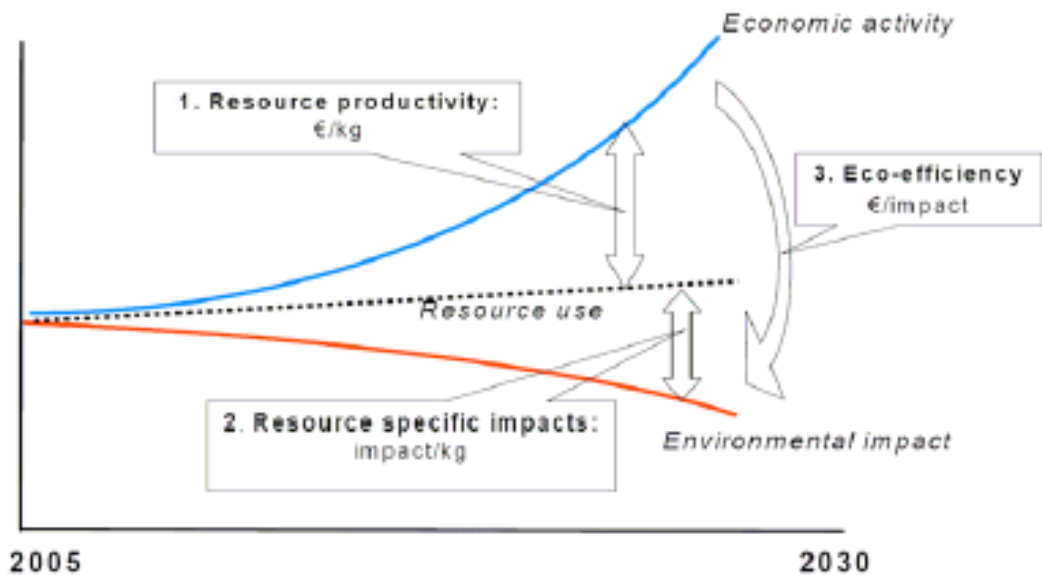 Economic activity
1. Resource productivity:
€/kg
3. Eco-efficiency
€/impact
Resource use
2. Resource specific impacts:
impact/kg
Environmental impact
2005
2030